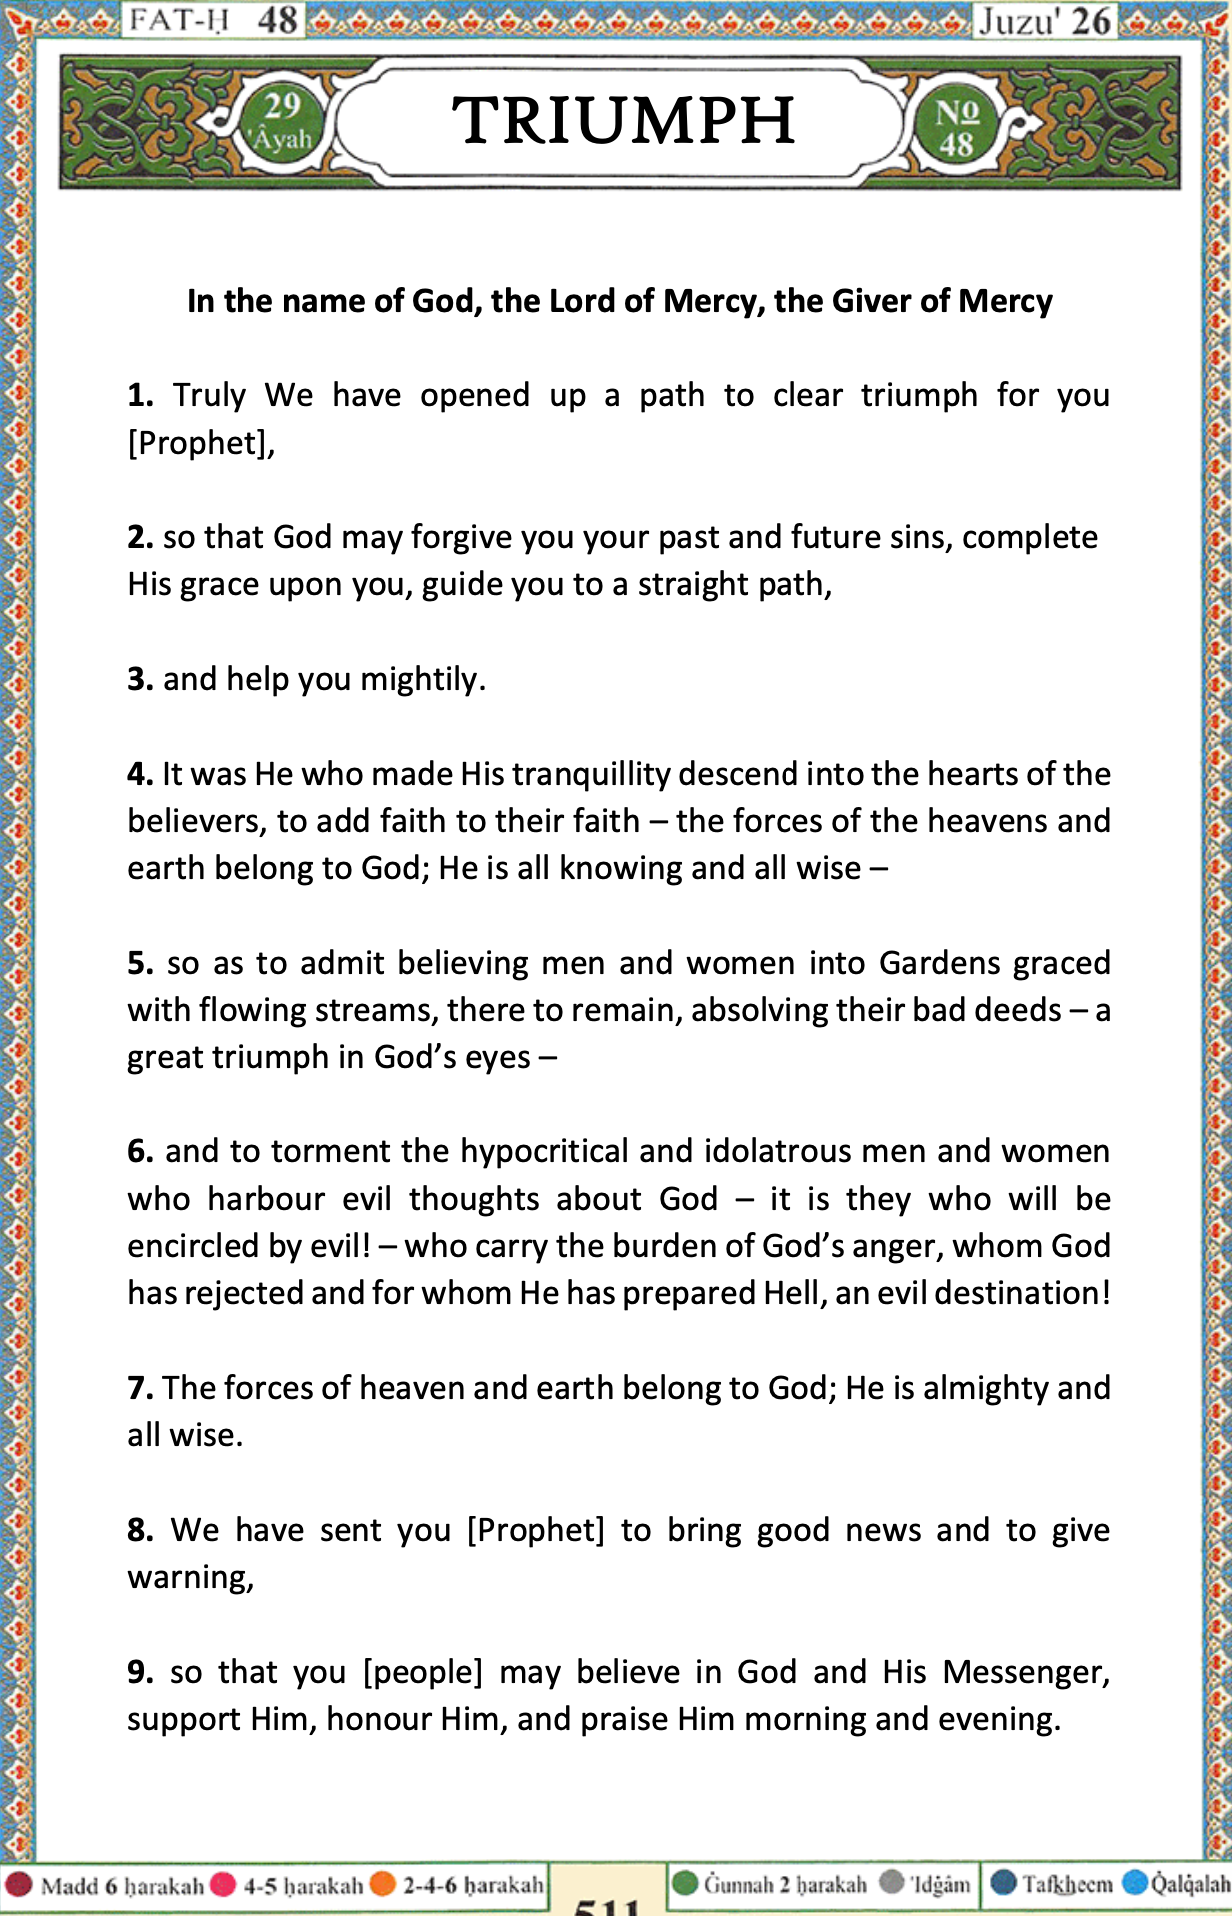 FAT-Ḥ 48
Juzu' 26
29
'Âyah
TRIUMPH
No
48
In the name of God, the Lord of Mercy, the Giver of Mercy
1. Truly We have opened up a path to clear triumph for you
[Prophet],
2. so that God may forgive you your past and future sins, complete
His grace upon you, guide you to a straight path,
3. and help you mightily.
4. It was He who made His tranquillity descend into the hearts of the
believers, to add faith to their faith – the forces of the heavens and
earth belong to God; He is all knowing and all wise –
5. so as to admit believing men and women into Gardens graced
with flowing streams, there to remain, absolving their bad deeds – a
great triumph in God’s eyes –
6. and to torment the hypocritical and idolatrous men and women
who harbour evil thoughts about God – it is they who will be
encircled by evil! – who carry the burden of God’s anger, whom God
has rejected and for whom He has prepared Hell, an evil destination!
7. The forces of heaven and earth belong to God; He is almighty and
all wise.
8. We have sent you [Prophet] to bring good news and to give
warning,
9. so that you [people] may believe in God and His Messenger,
support Him, honour Him, and praise Him morning and evening.
Madd 6 ḥarakah 4-5 ḥarakah 2-4-6 ḥarakah
511
Ġunnah 2 ḥarakah 'Idġâm Tafkheem Qalqalah